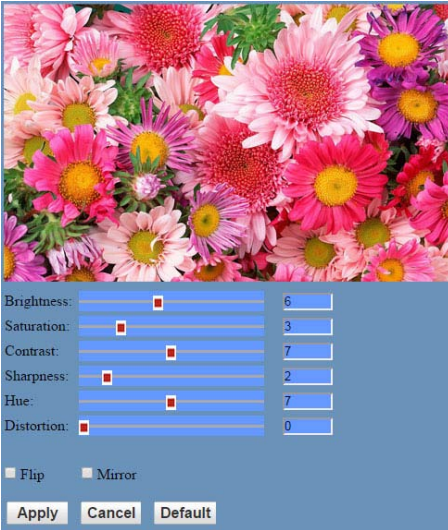 Brightness: 6
Saturation: 3
Contrast: 7
Sharpness: 2
Hue: 7
Distortion: 0
Flip Mirror
Apply Cancel Default